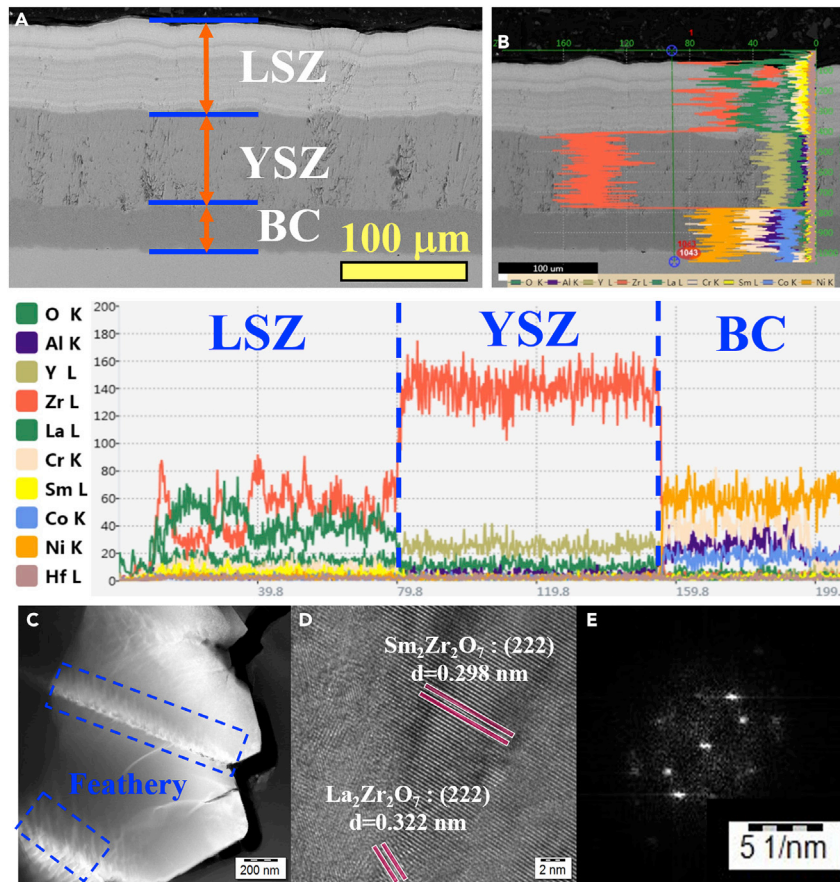 A
LSZ
YSZ
BC
100 μm
B
160 120 80 40
1
1043
100 um
O K Al K Y L Zr L La L Cr K Sm L Co K Ni K
O K
Al K
Y L
Zr L
La L
Cr K
Sm L
Co K
Ni K
Hf L
LSZ YSZ BC
200
180
160
140
120
100
80
60
40
20
0
39.8 79.8 119.8 159.8 199.
C
Feathery
200 nm
D
Sm₂Zr₂O₇ : (222)
d=0.298 nm
La₂Zr₂O₇ : (222)
d=0.322 nm
2 nm
E
5 1/nm